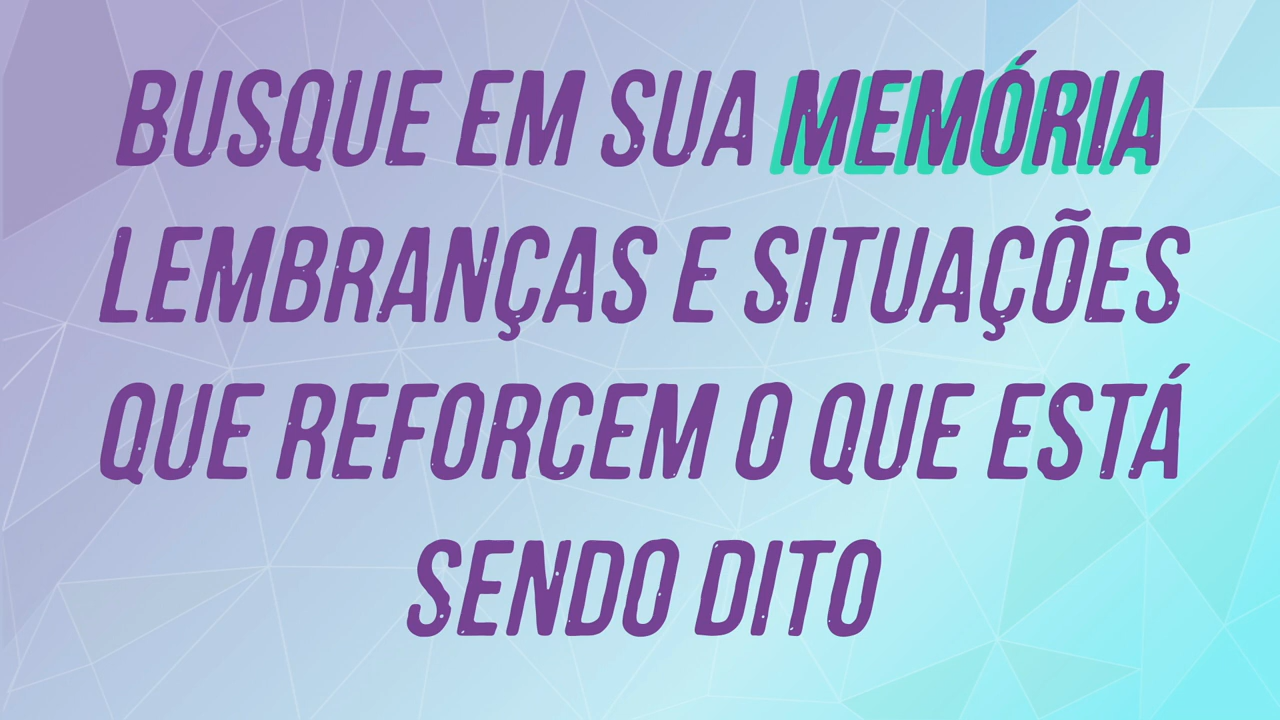 BUSQUE EM SUA MEMÓRIA
LEMBRANÇAS E SITUAÇÕES
QUE REFORCEM O QUE ESTÁ
SENDO DITO